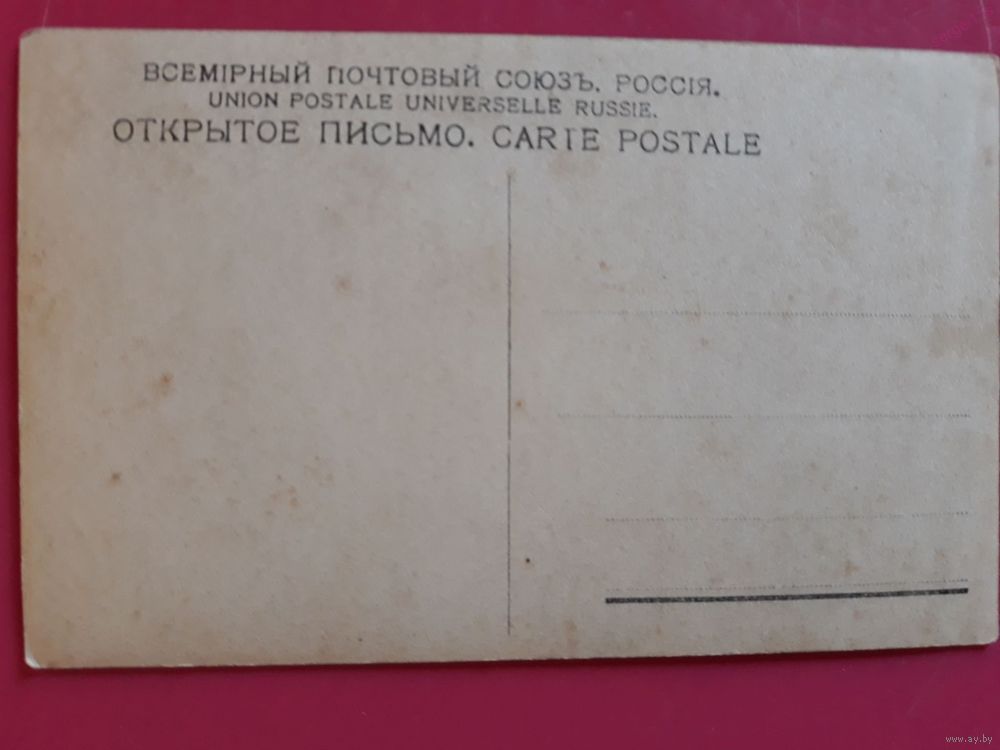 ВСЕМІРНЫЙ ПОЧТОВЫЙ СОЮЗЪ. РОССІЯ.
UNION POSTALE UNIVERSELLE RUSSIE.
ОТКРЫТОЕ ПИСЬМО. CARTE POSTALE
www.ay.by